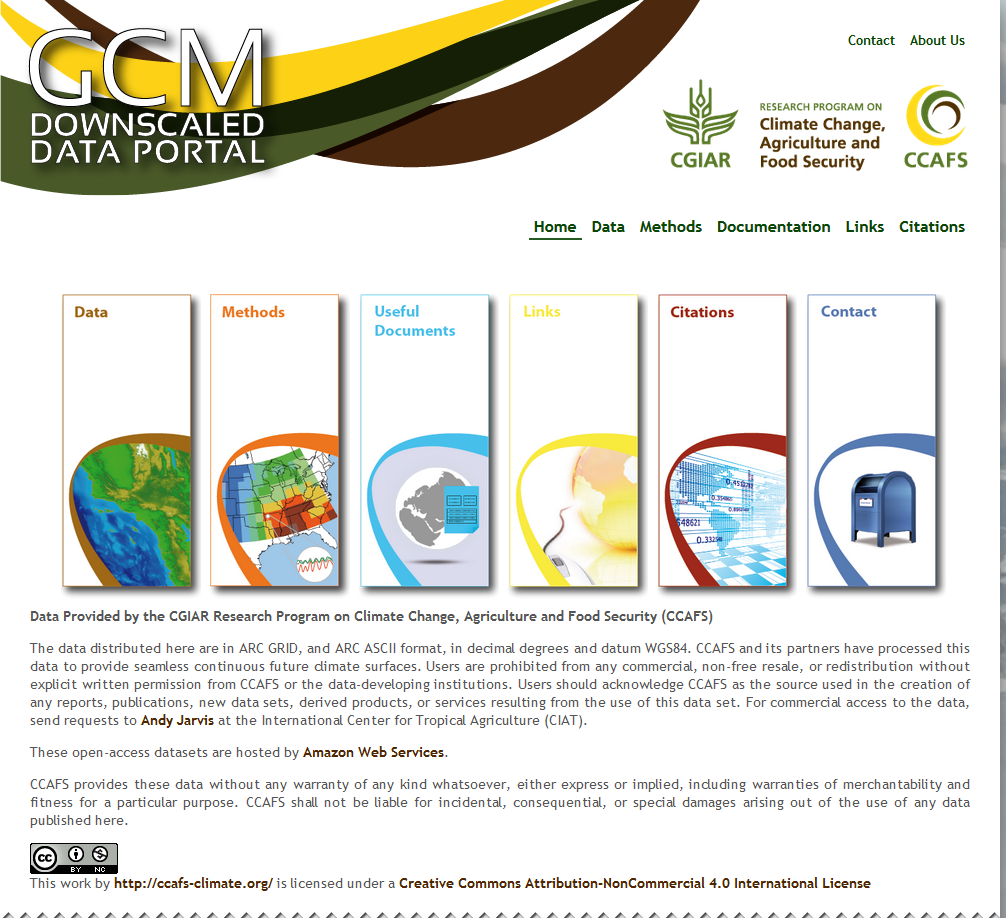 GCM
DOWNSCALED
DATA PORTAL
Contact About Us
CGIAR
RESEARCH PROGRAM ON
Climate Change,
Agriculture and
Food Security
CCAFS
Home Data Methods Documentation Links Citations
Data
Methods
Useful
Documents
Links
Citations
0.354821
548621
0.33254
Contact
Data Provided by the CGIAR Research Program on Climate Change, Agriculture and Food Security (CCAFS)
The data distributed here are in ARC GRID, and ARC ASCII format, in decimal degrees and datum WGS84. CCAFS and its partners have processed this
data to provide seamless continuous future climate surfaces. Users are prohibited from any commercial, non-free resale, or redistribution without
explicit written permission from CCAFS or the data-developing institutions. Users should acknowledge CCAFS as the source used in the creation of
any reports, publications, new data sets, derived products, or services resulting from the use of this data set. For commercial access to the data,
send requests to Andy Jarvis at the International Center for Tropical Agriculture (CIAT).
These open-access datasets are hosted by Amazon Web Services.
CCAFS provides these data without any warranty of any kind whatsoever, either express or implied, including warranties of merchantability and
fitness for a particular purpose. CCAFS shall not be liable for incidental, consequential, or special damages arising out of the use of any data
published here.
cc BY NC
This work by http://ccafs-climate.org/ is licensed under a Creative Commons Attribution-NonCommercial 4.0 International License